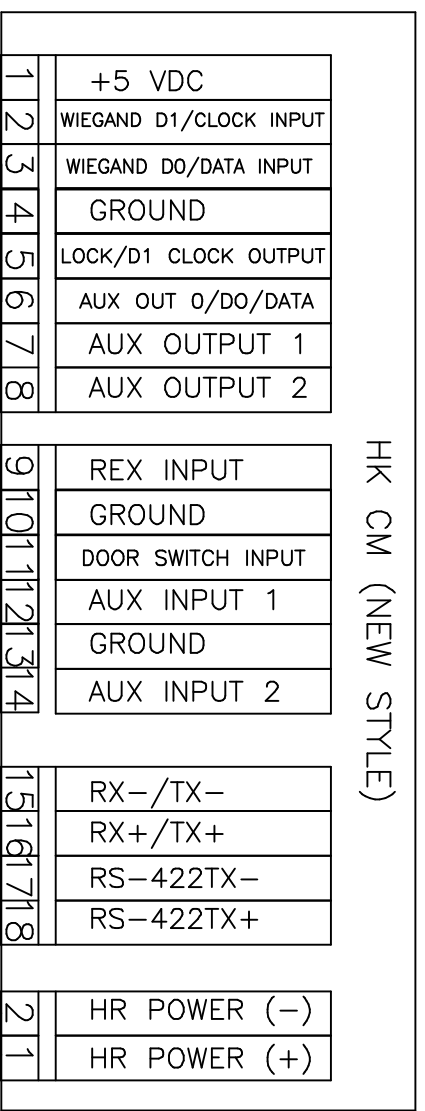 1 +5 VDC
2 WIEGAND D1/CLOCK INPUT
3 WIEGAND DO/DATA INPUT
4 GROUND
5 LOCK/D1 CLOCK OUTPUT
6 AUX OUT O/DO/DATA
7 AUX OUTPUT 1
8 AUX OUTPUT 2
9 REX INPUT
10 GROUND
11 DOOR SWITCH INPUT
12 AUX INPUT 1
13 GROUND
14 AUX INPUT 2
15 RX-/TX-
16 RX+/TX+
17 RS-422TX-
18 RS-422TX+
2 HR POWER (-)
1 HR POWER (+)
HK CM (NEW STYLE)